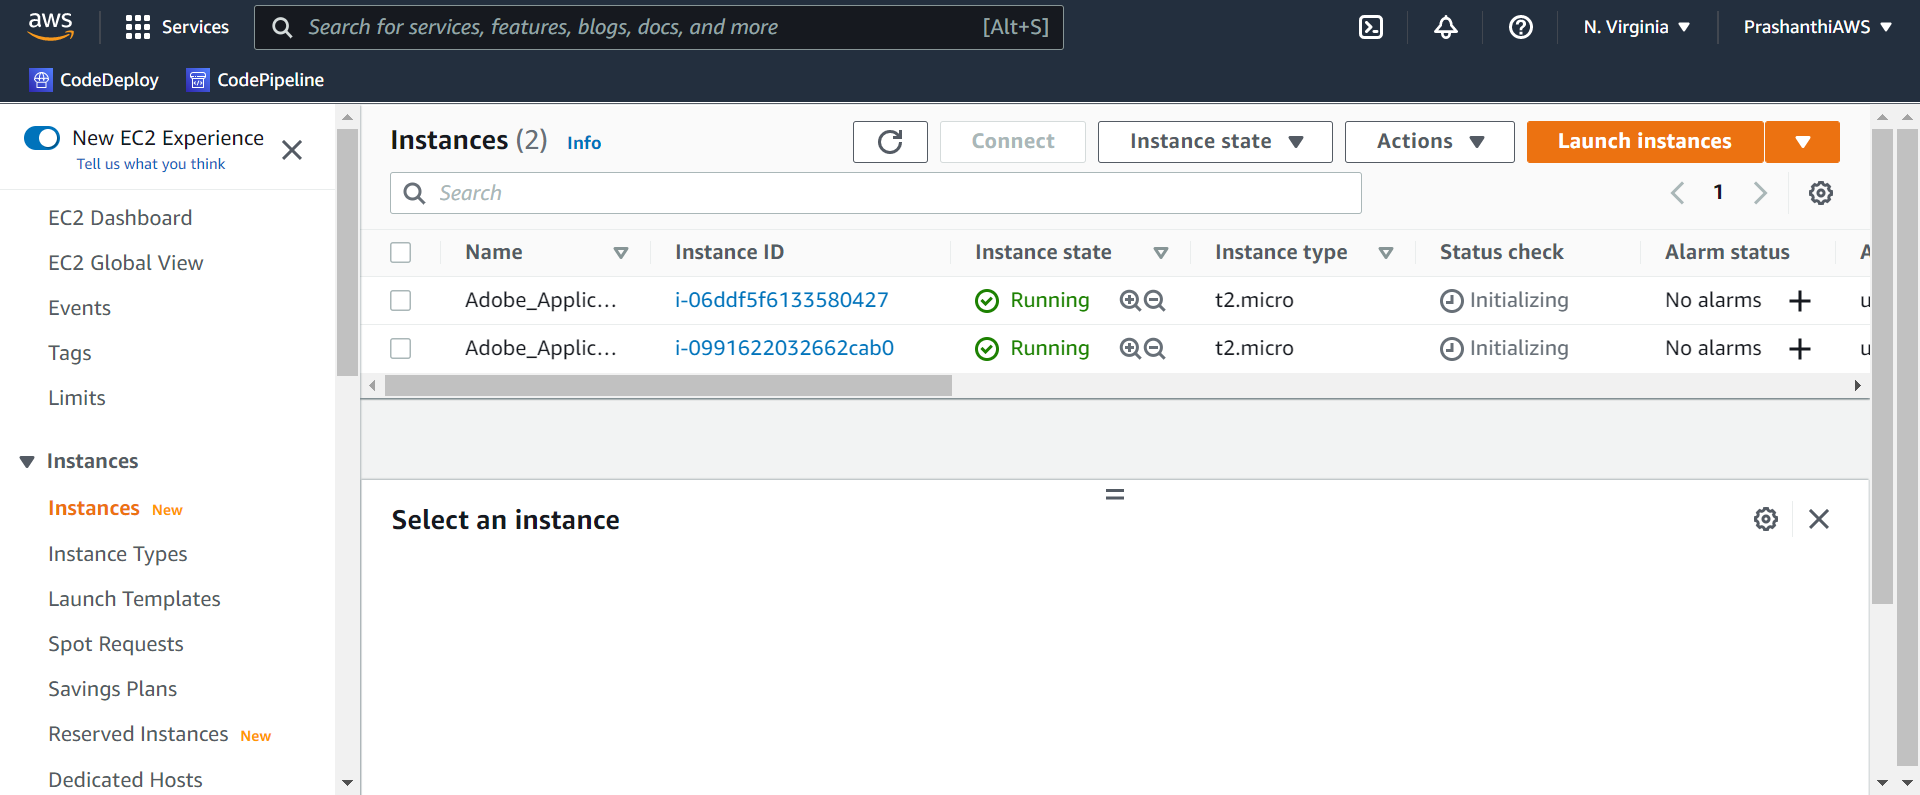 aws
Services
Search for services, features, blogs, docs, and more [Alt+S]
N. Virginia
PrashanthiAWS
CodeDeploy
CodePipeline
New EC2 Experience
Tell us what you think
EC2 Dashboard
EC2 Global View
Events
Tags
Limits
Instances
Instances New
Instance Types
Launch Templates
Spot Requests
Savings Plans
Reserved Instances New
Dedicated Hosts
Instances (2) Info
Connect
Instance state
Actions
Launch instances
Search
1
Name Instance ID Instance state Instance type Status check Alarm status A
Adobe_Applic... i-06ddf5f6133580427 Running t2.micro Initializing No alarms u
Adobe_Applic... i-0991622032662cab0 Running t2.micro Initializing No alarms u
Select an instance